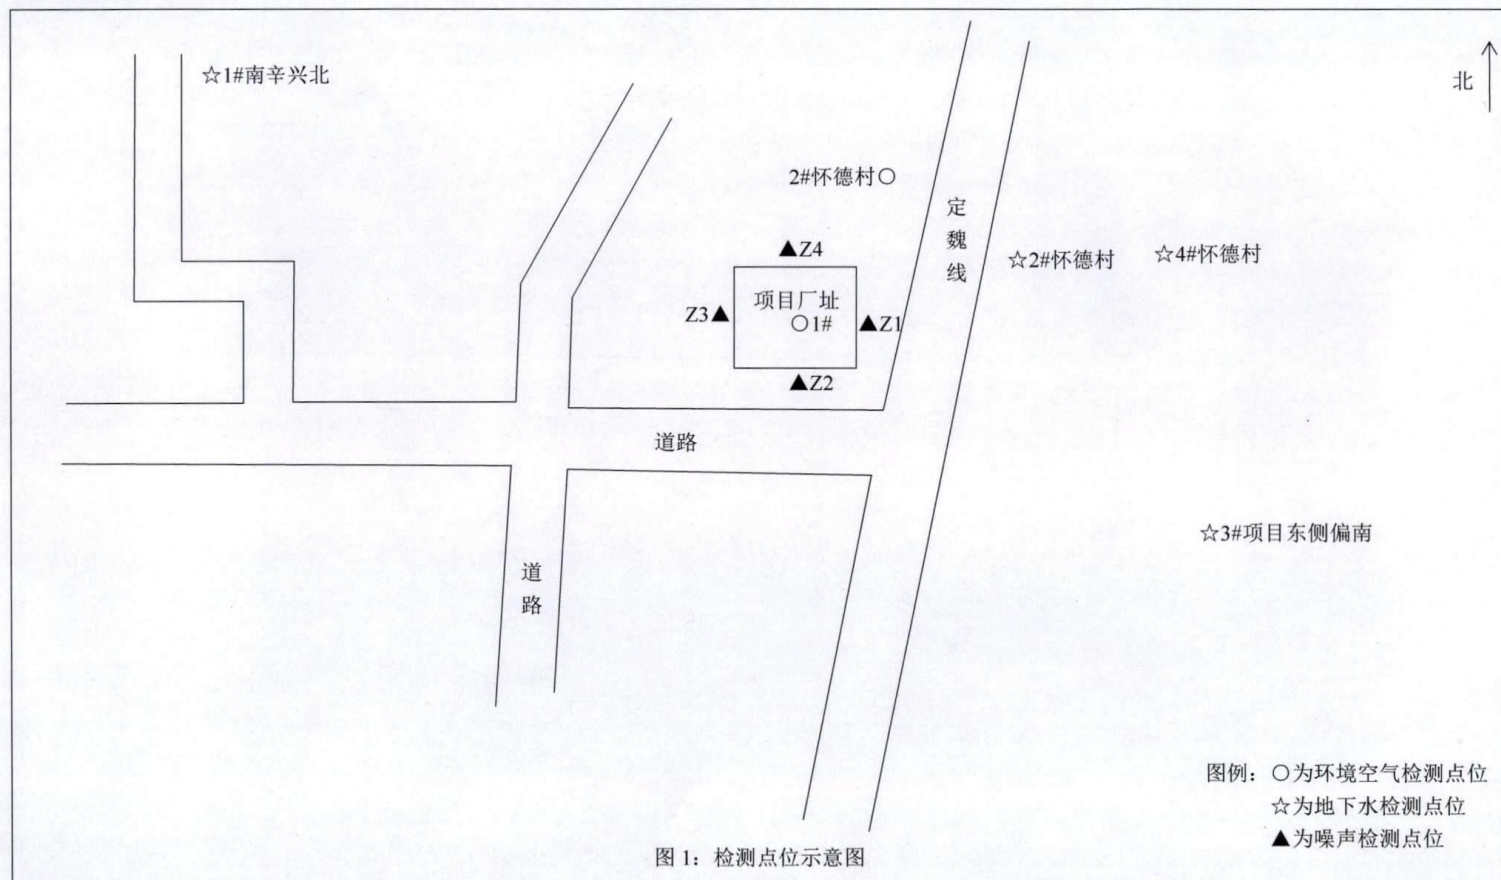 ☆1#南辛兴北
北
2#怀德村○
定魏线
▲Z4
☆2#怀德村
☆4#怀德村
项目厂址
Z3▲
○1#
▲Z1
▲Z2
道路
☆3#项目东侧偏南
道路
图例：○为环境空气检测点位
☆为地下水检测点位
▲为噪声检测点位
图 1：检测点位示意图